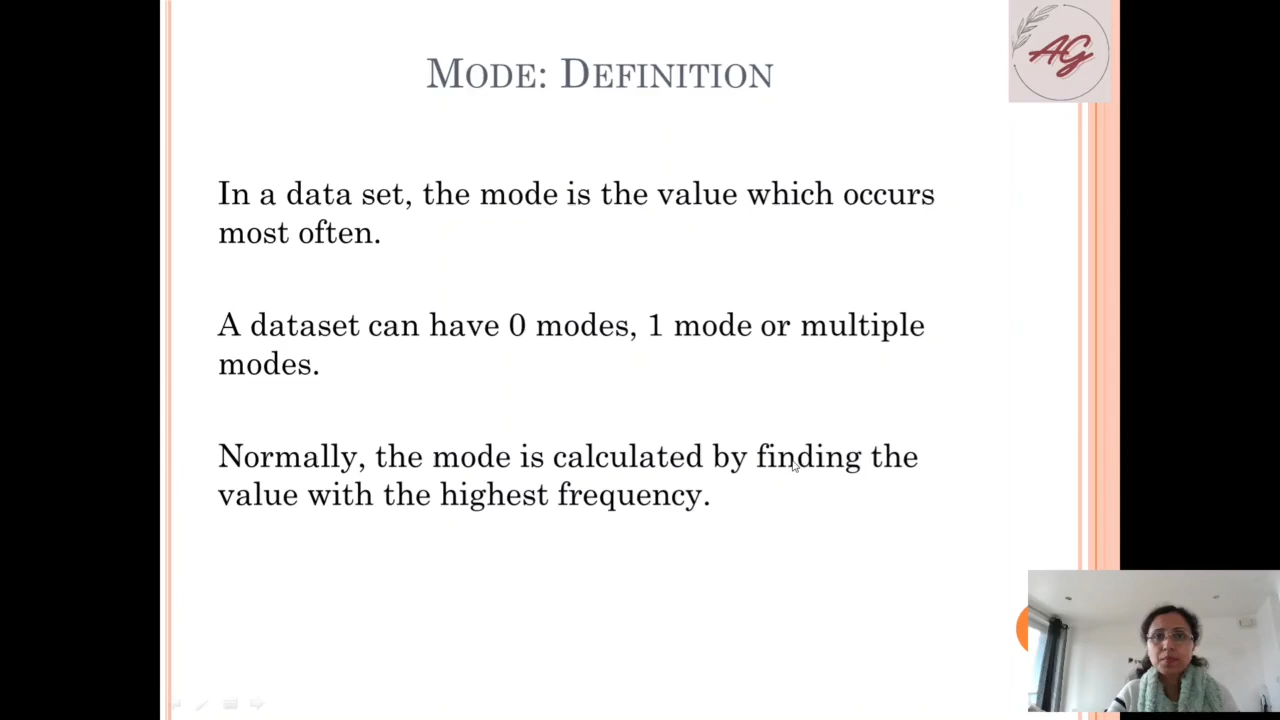 MODE: DEFINITION
AG
In a data set, the mode is the value which occurs
most often.
A dataset can have 0 modes, 1 mode or multiple
modes.
Normally, the mode is calculated by finding the
value with the highest frequency.